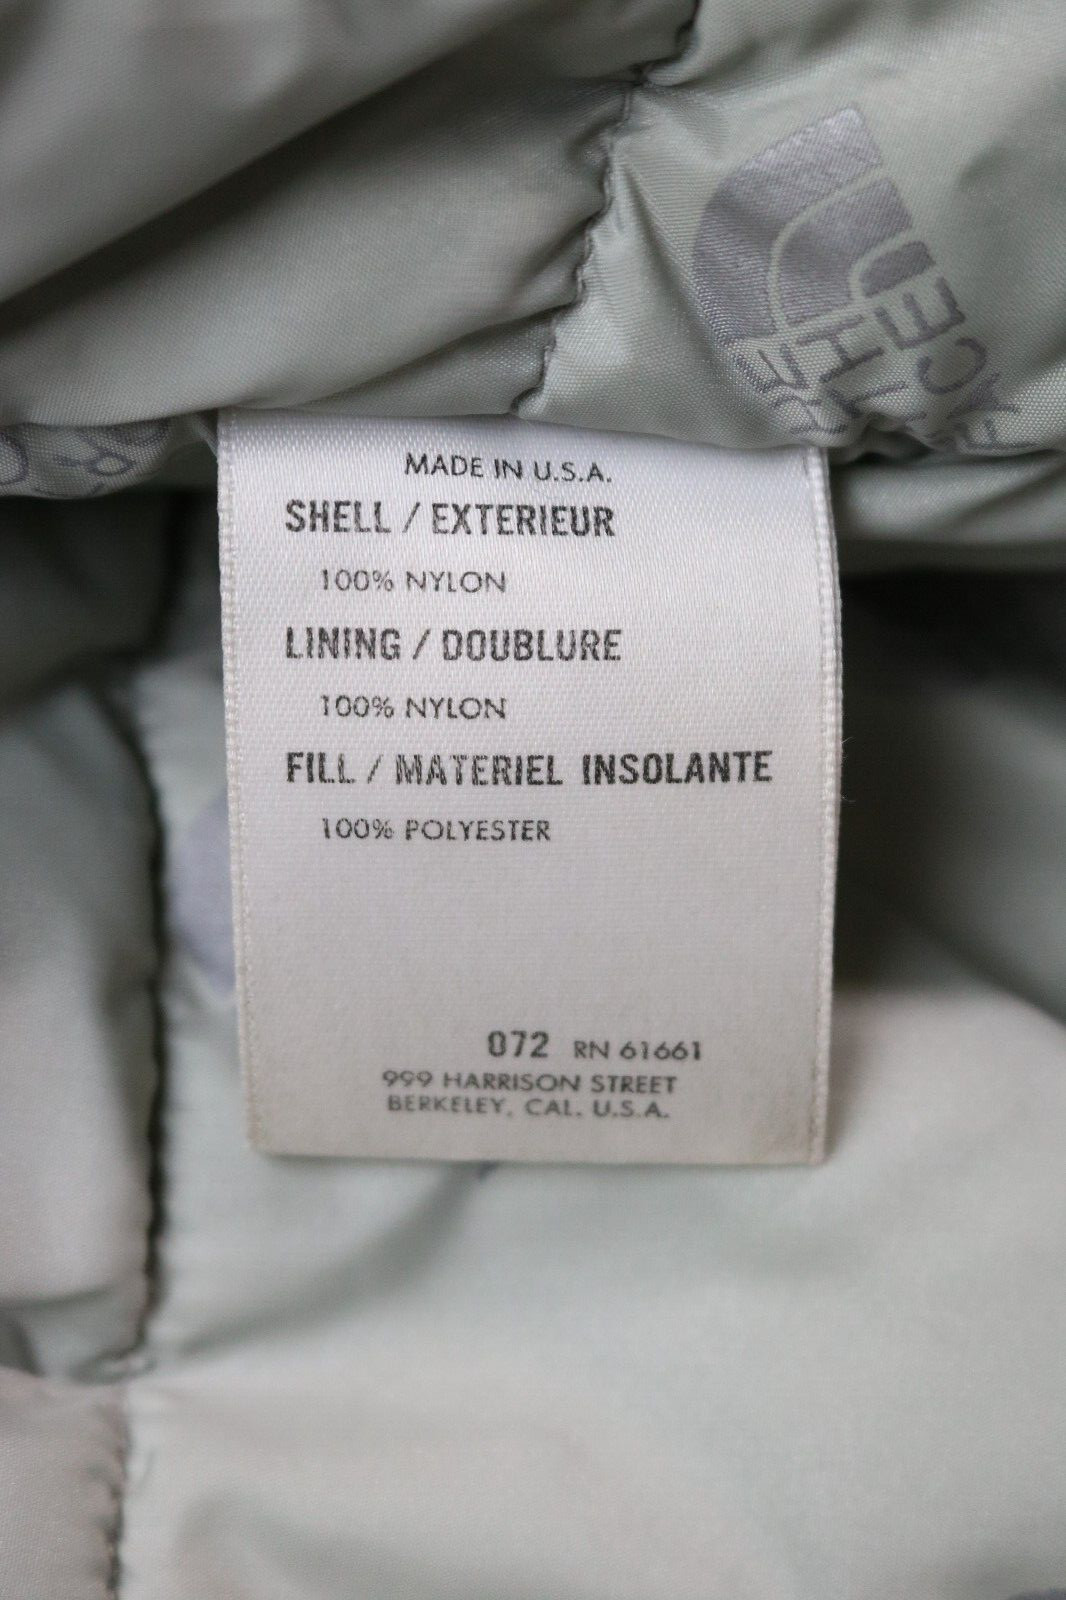 MADE IN U.S.A.
SHELL / EXTERIEUR
100% NYLON
LINING / DOUBLURE
100% NYLON
FILL / MATERIEL INSOLANTE
100% POLYESTER
072 RN 61661
999 HARRISON STREET
BERKELEY, CAL. U.S.A.